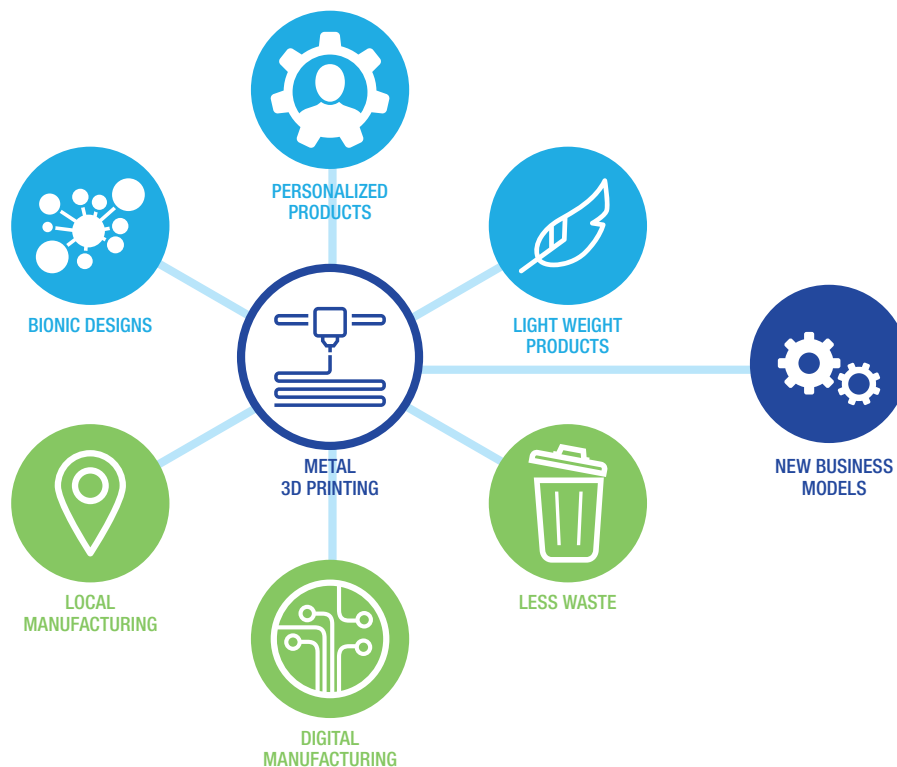 PERSONALIZED
PRODUCTS
BIONIC DESIGNS
LIGHT WEIGHT
PRODUCTS
METAL
3D PRINTING
NEW BUSINESS
MODELS
LOCAL
MANUFACTURING
LESS WASTE
DIGITAL
MANUFACTURING